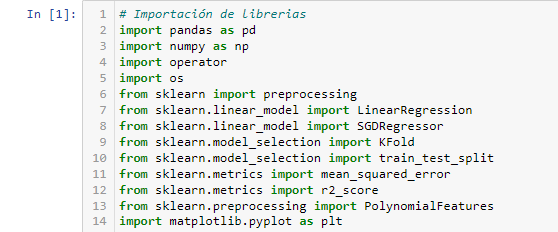 In [1]:
1 # Importación de librerias
2 import pandas as pd
3 import numpy as np
4 import operator
5 import os
6 from sklearn import preprocessing
7 from sklearn.linear_model import LinearRegression
8 from sklearn.linear_model import SGDRegressor
9 from sklearn.model_selection import KFold
10 from sklearn.model_selection import train_test_split
11 from sklearn.metrics import mean_squared_error
12 from sklearn.metrics import r2_score
13 from sklearn.preprocessing import PolynomialFeatures
14 import matplotlib.pyplot as plt